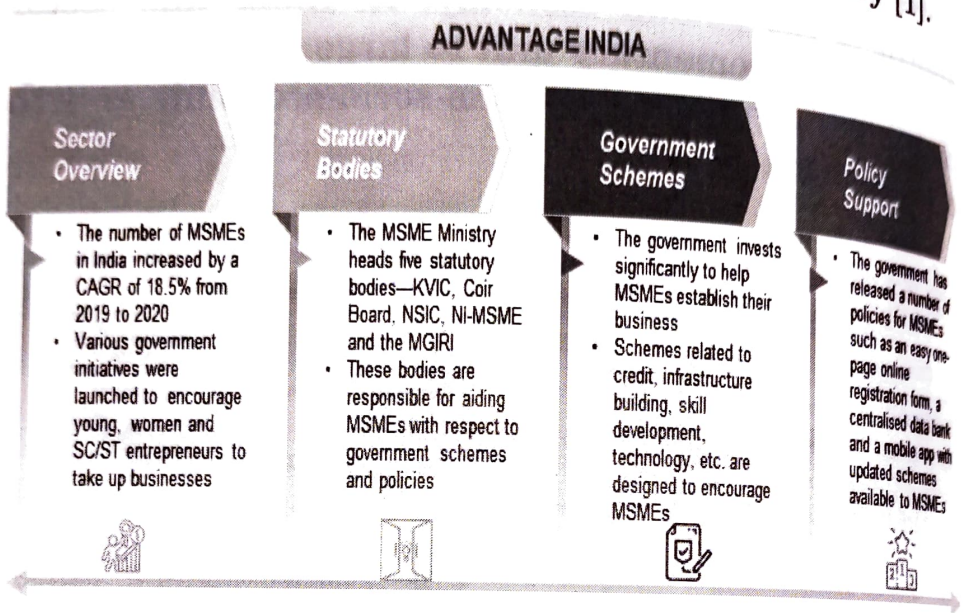 [1].
ADVANTAGE INDIA
Sector
Overview
• The number of MSMEs
in India increased by a
CAGR of 18.5% from
2019 to 2020
• Various government
initiatives were
launched to encourage
young, women and
SC/ST entrepreneurs to
take up businesses
Statutory
Bodies
• The MSME Ministry
heads five statutory
bodies—KVIC, Coir
Board, NSIC, NI-MSME
and the MGIRI
• These bodies are
responsible for aiding
MSMEs with respect to
government schemes
and policies
Government
Schemes
• The government invests
significantly to help
MSMEs establish their
business
• Schemes related to
credit, infrastructure
building, skill
development,
technology, etc. are
designed to encourage
MSMEs
Policy
Support
• The government has
released a number of
policies for MSMEs
such as an easy one-
page online
registration form, a
centralised data bank
and a mobile app with
updated schemes
available to MSMEs